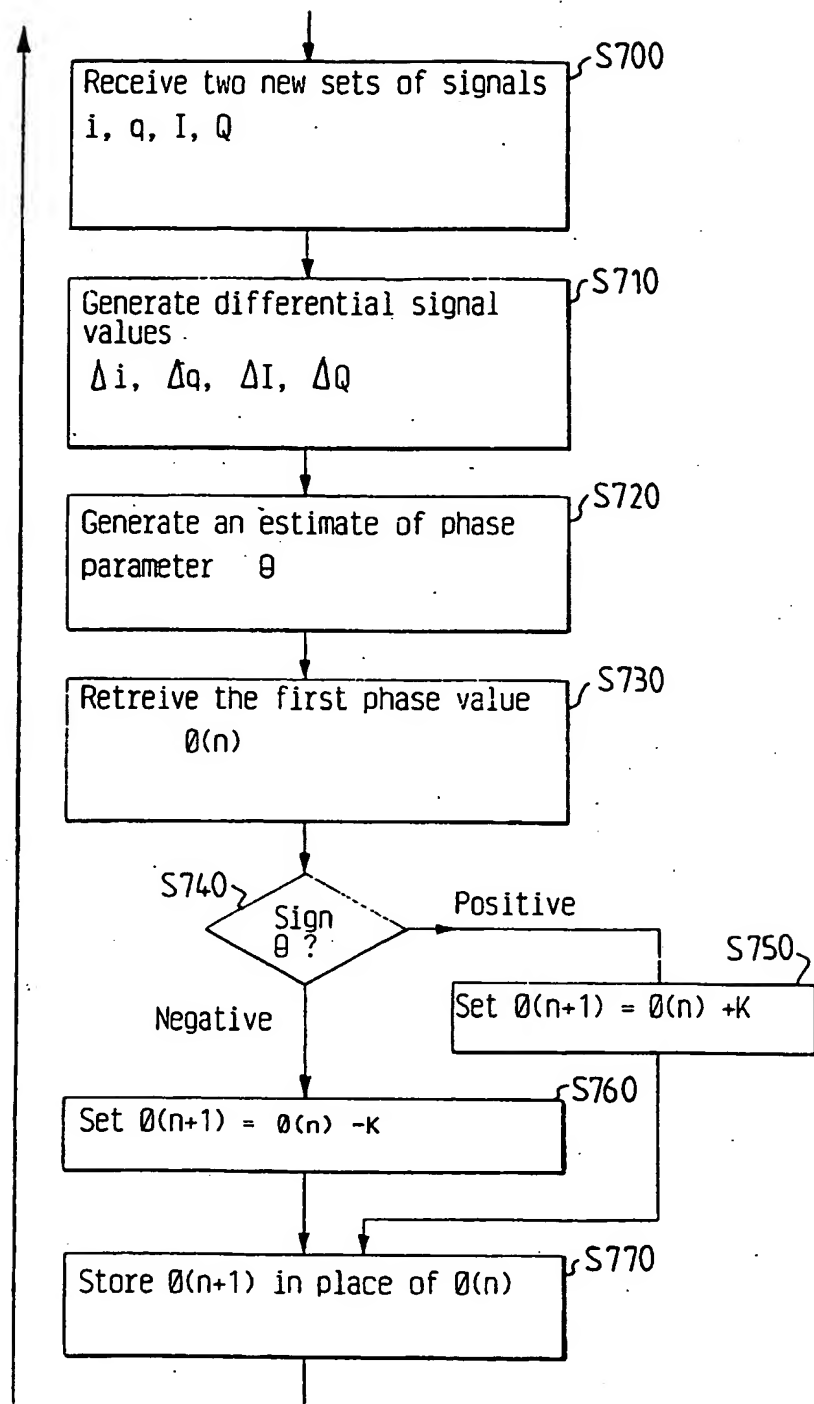 S700
Receive two new sets of signals
i, q, I, Q
S710
Generate differential signal
values
Δi, Δq, ΔI, ΔQ
S720
Generate an estimate of phase
parameter θ
S730
Retreive the first phase value
Ø(n)
S740
Sign
θ ?
Positive
Negative
S750
Set Ø(n+1) = Ø(n) +K
S760
Set Ø(n+1) = Ø(n) -K
S770
Store Ø(n+1) in place of Ø(n)